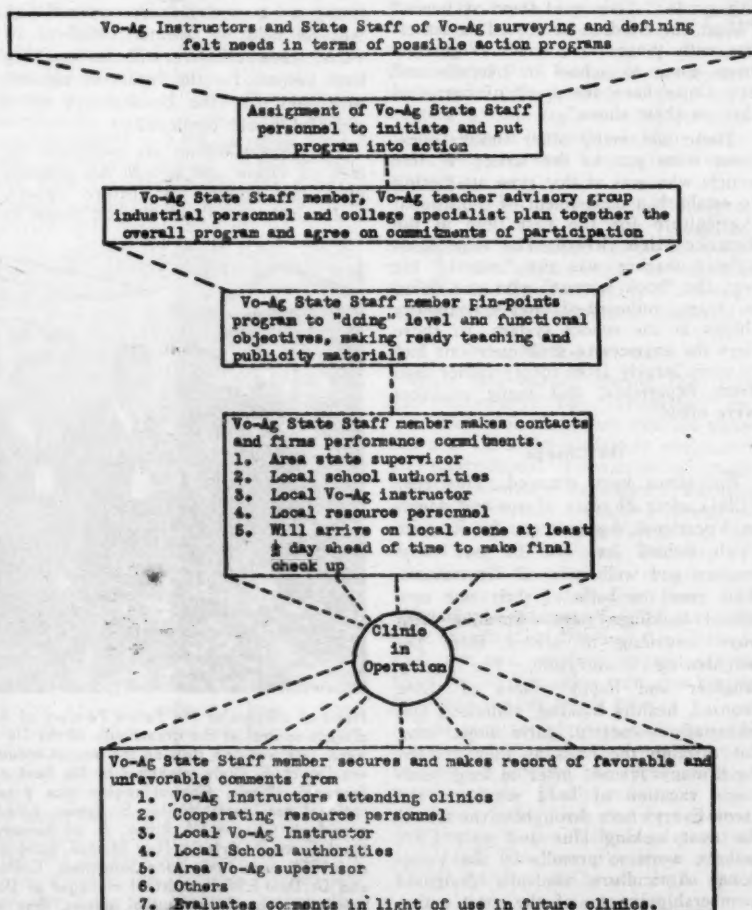 Vo-Ag Instructors and State Staff of Vo-Ag surveying and defining
felt needs in terms of possible action programs
Assignment of Vo-Ag State Staff
personnel to initiate and put
program into action
Vo-Ag State Staff member, Vo-Ag teacher advisory group
industrial personnel and college specialist plan together the
overall program and agree on commitments of participation
Vo-Ag State Staff member pin-points
program to "doing" level and functional
objectives, making ready teaching and
publicity materials
Vo-Ag State Staff member makes contacts
and firms performance commitments.
1. Area state supervisor
2. Local school authorities
3. Local Vo-Ag instructor
4. Local resource personnel
5. Will arrive on local scene at least
½ day ahead of time to make final
check up
Clinic
in
Operation
Vo-Ag State Staff member secures and makes record of favorable and
unfavorable comments from
1. Vo-Ag Instructors attending clinics
2. Cooperating resource personnel
3. Local Vo-Ag Instructor
4. Local School authorities
5. Area Vo-Ag supervisor
6. Others
7. Evaluates comments in light of use in future clinics.